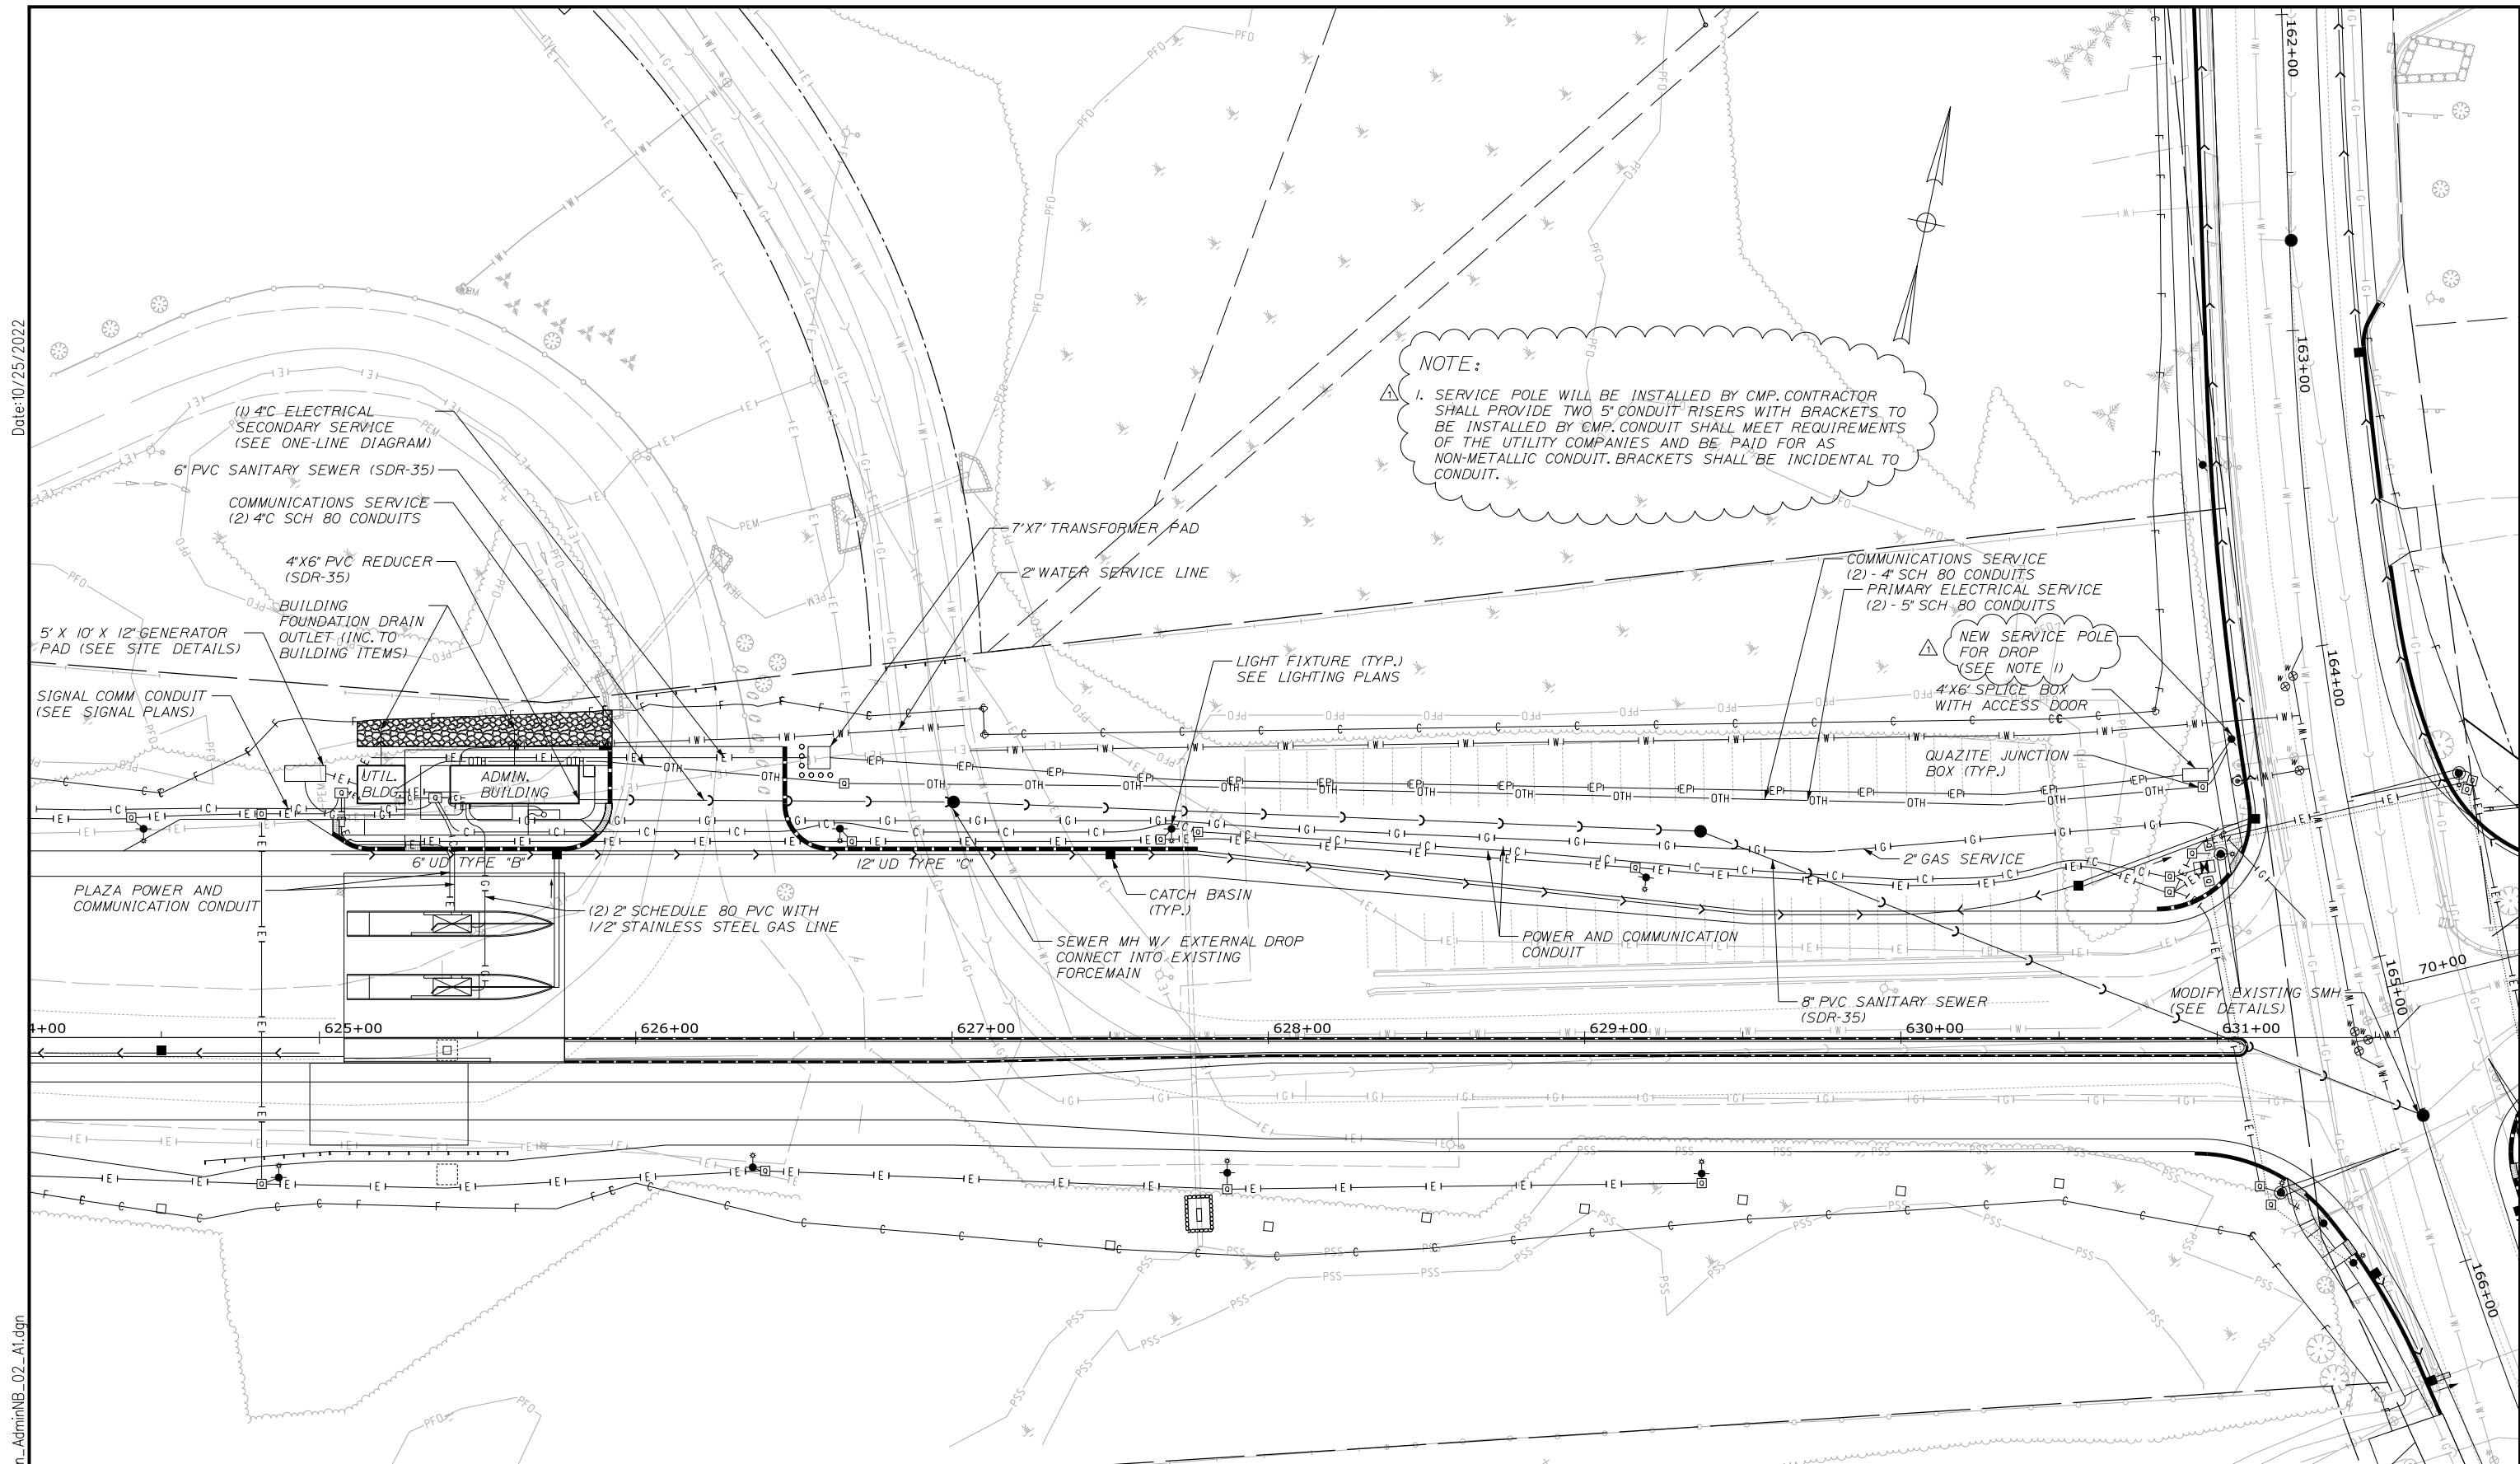 Date:10/25/2022
NOTE:
1. SERVICE POLE WILL BE INSTALLED BY CMP. CONTRACTOR
SHALL PROVIDE TWO 5" CONDUIT RISERS WITH BRACKETS TO
BE INSTALLED BY CMP. CONDUIT SHALL MEET REQUIREMENTS
OF THE UTILITY COMPANIES AND BE PAID FOR AS
NON-METALLIC CONDUIT. BRACKETS SHALL BE INCIDENTAL TO
CONDUIT.
1
(1) 4"C ELECTRICAL
SECONDARY SERVICE
(SEE ONE-LINE DIAGRAM)
6" PVC SANITARY SEWER (SDR-35)
COMMUNICATIONS SERVICE
(2) 4"C SCH 80 CONDUITS
4"X6" PVC REDUCER
(SDR-35)
BUILDING
FOUNDATION DRAIN
OUTLET (INC. TO
BUILDING ITEMS)
5' X 10' X 12" GENERATOR
PAD (SEE SITE DETAILS)
SIGNAL COMM CONDUIT
(SEE SIGNAL PLANS)
7'X7' TRANSFORMER PAD
2" WATER SERVICE LINE
LIGHT FIXTURE (TYP.)
SEE LIGHTING PLANS
COMMUNICATIONS SERVICE
(2) - 4" SCH 80 CONDUITS
PRIMARY ELECTRICAL SERVICE
(2) - 5" SCH 80 CONDUITS
1
NEW SERVICE POLE
FOR DROP
(SEE NOTE 1)
4'X6' SPLICE BOX
WITH ACCESS DOOR
QUAZITE JUNCTION
BOX (TYP.)
UTIL.
BLDG.
ADMIN.
BUILDING
6" UD TYPE "B"
12" UD TYPE "C"
2" GAS SERVICE
PLAZA POWER AND
COMMUNICATION CONDUIT
(2) 2" SCHEDULE 80 PVC WITH
1/2" STAINLESS STEEL GAS LINE
CATCH BASIN
(TYP.)
SEWER MH W/ EXTERNAL DROP
CONNECT INTO EXISTING
FORCEMAIN
POWER AND COMMUNICATION
CONDUIT
8" PVC SANITARY SEWER
(SDR-35)
MODIFY EXISTING SMH
(SEE DETAILS)
4+00
625+00
626+00
627+00
628+00
629+00
630+00
631+00
70+00
162+00
163+00
164+00
165+00
166+00
n_AdminNB_02_A1.dgn